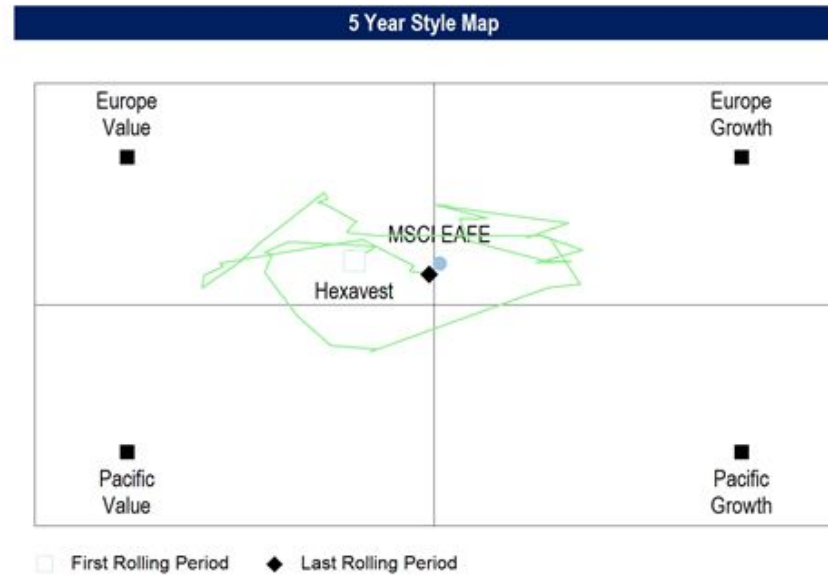 5 Year Style Map
Europe
Value
Europe
Growth
MSCI EAFE
Hexavest
Pacific
Value
Pacific
Growth
First Rolling Period
Last Rolling Period